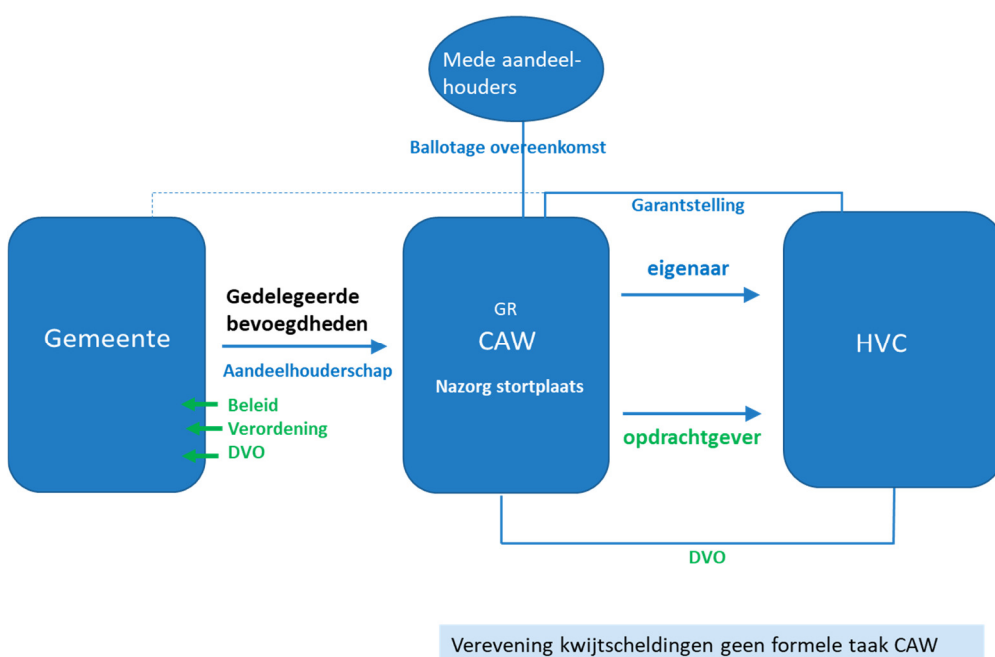 Mede aandeel-
houders
Ballotage overeenkomst
Garantstelling
Gemeente
Gedelegeerde
bevoegdheden
Aandeelhouderschap
Beleid
Verordening
DVO
GR
CAW
Nazorg stortplaats
eigenaar
opdrachtgever
HVC
DVO
Verevening kwijtscheldingen geen formele taak CAW